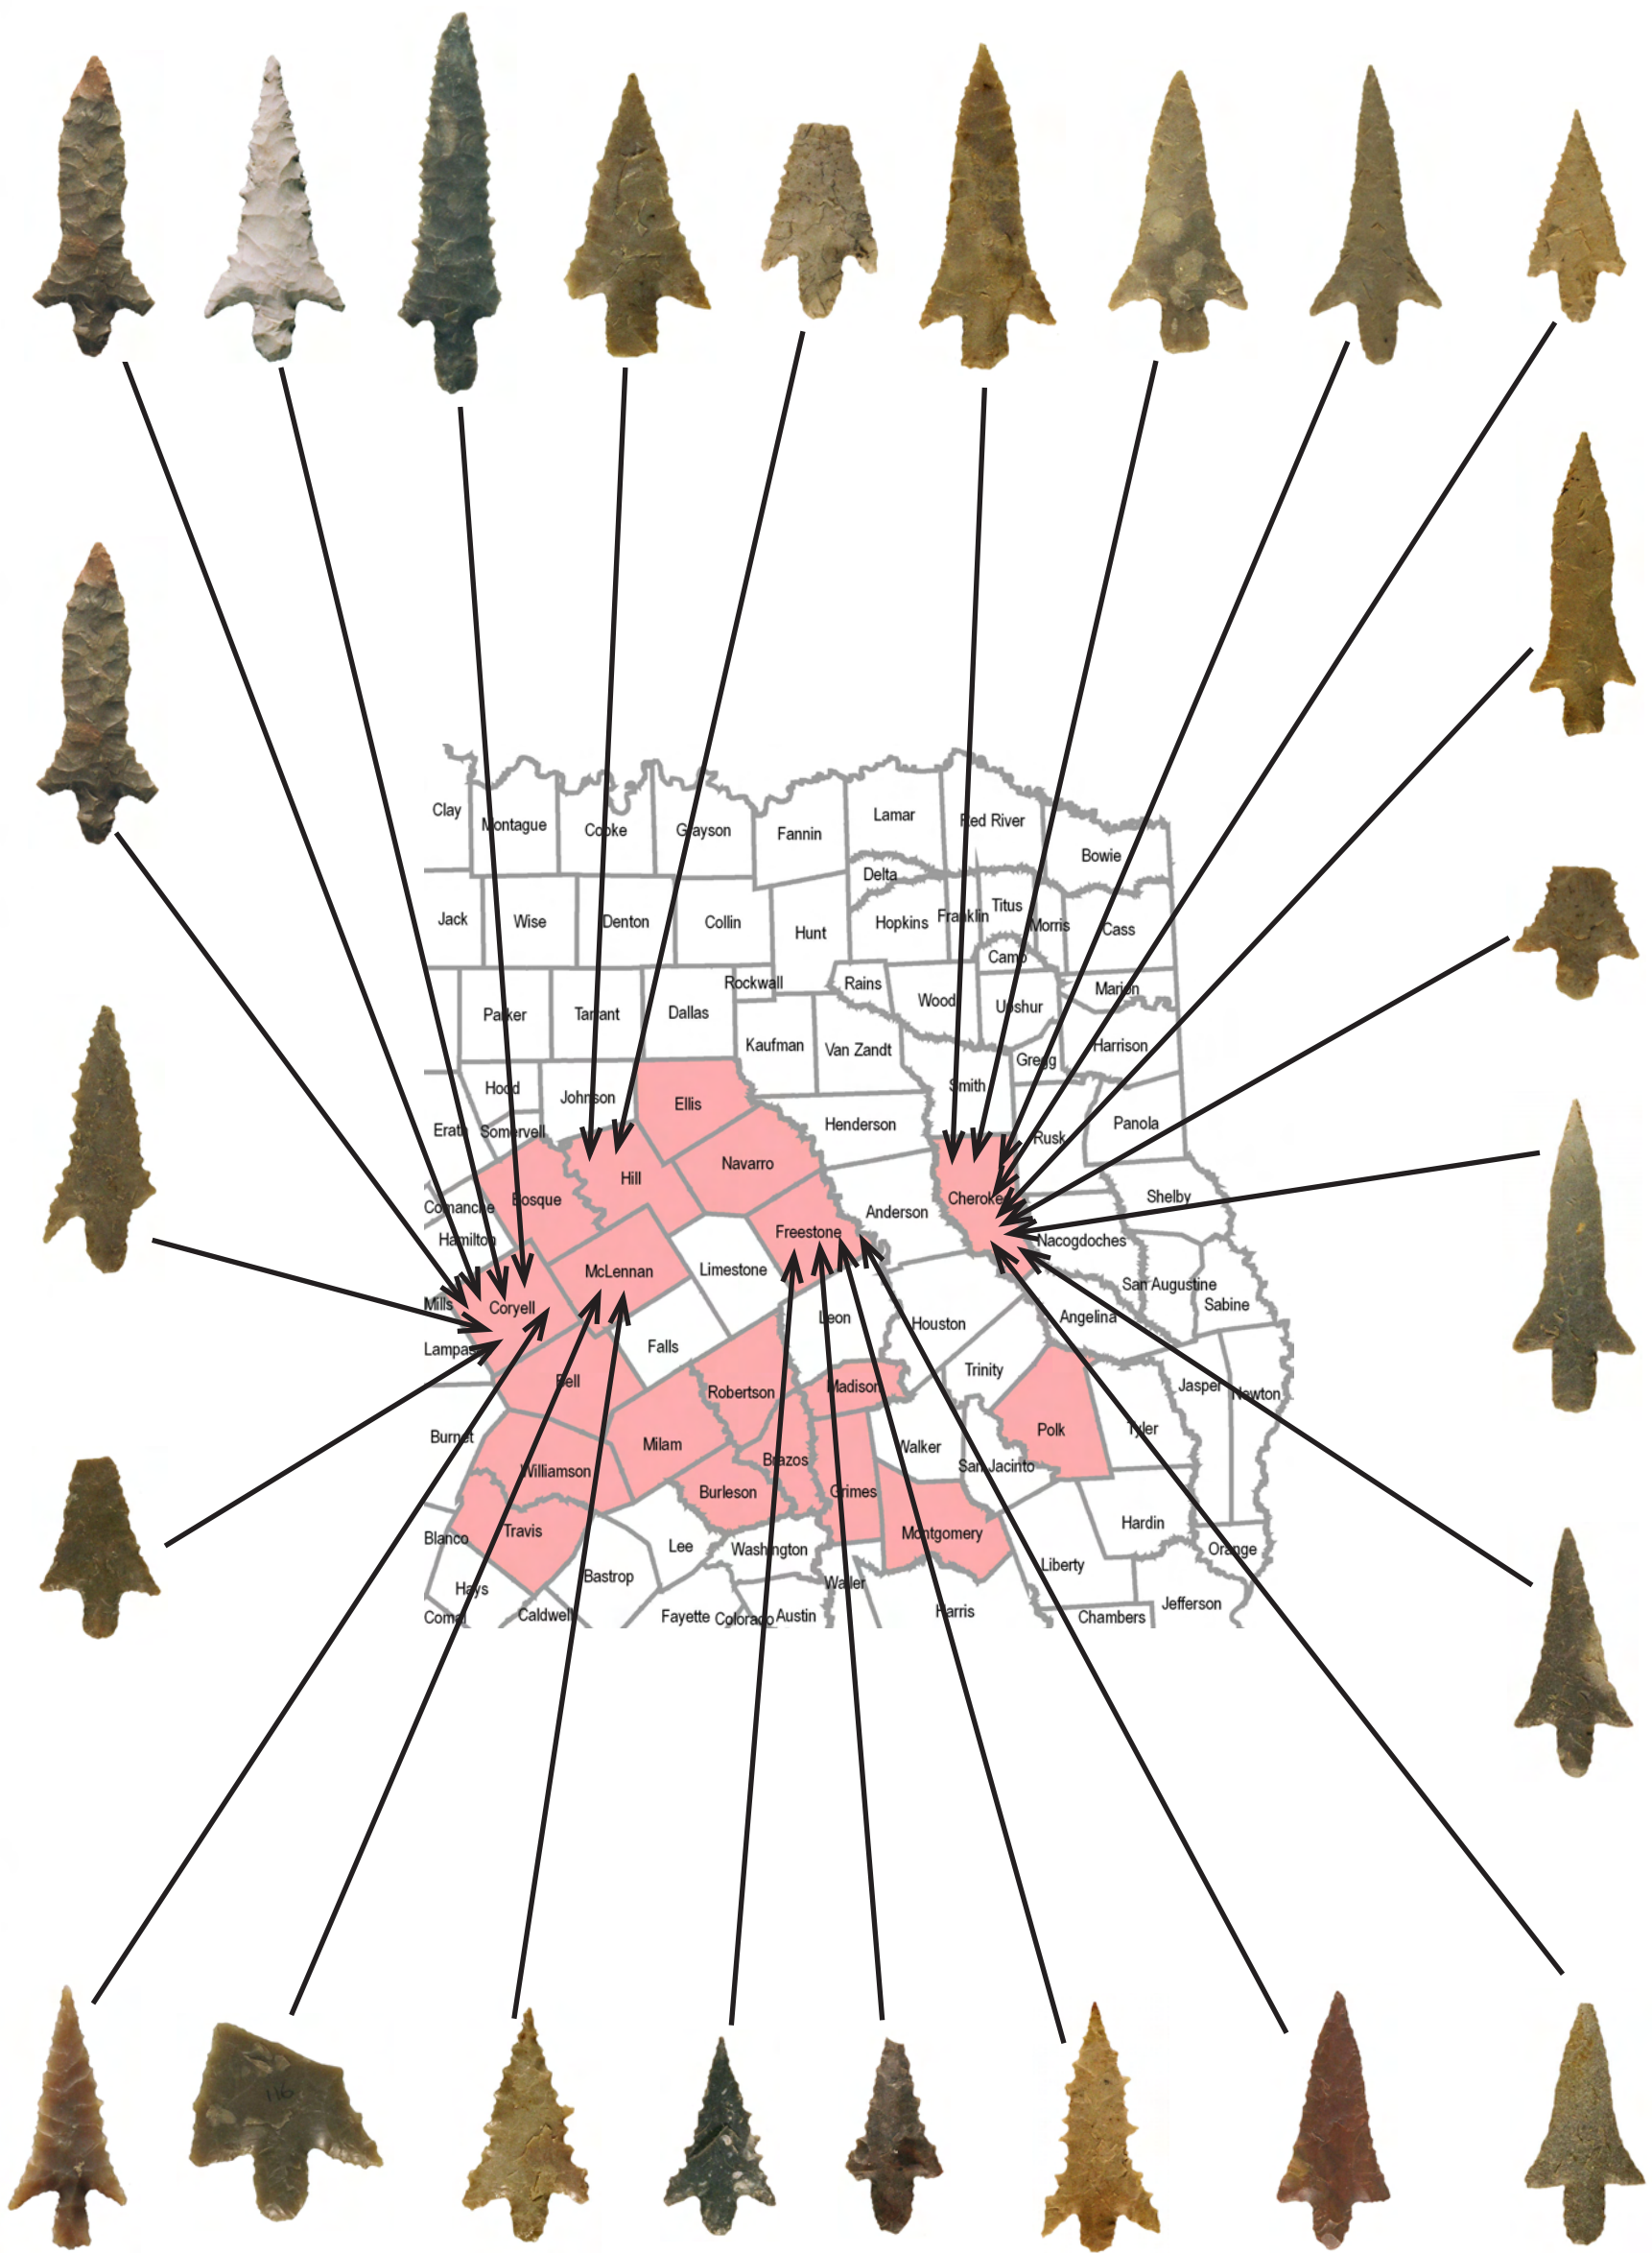 Clay
Montague
Cooke
Grayson
Fannin
Lamar
Red River
Bowie
Delta
Jack
Wise
Denton
Collin
Hunt
Hopkins
Franklin
Titus
Morris
Cass
Camp
Rockwall
Rains
Wood
Upshur
Marion
Parker
Tarrant
Dallas
Kaufman
Van Zandt
Gregg
Harrison
Smith
Hood
Johnson
Ellis
Henderson
Rusk
Panola
Erath
Somervell
Hill
Navarro
Comanche
Bosque
Anderson
Cherokee
Shelby
Hamilton
Freestone
Nacogdoches
McLennan
Limestone
San Augustine
Mills
Coryell
Leon
Houston
Angelina
Sabine
Lampas
Falls
Trinity
Bell
Robertson
Madison
Jasper
Newton
Burnet
Milam
Walker
Polk
Tyler
Williamson
Brazos
San Jacinto
Burleson
Grimes
Travis
Montgomery
Hardin
Blanco
Lee
Washington
Orange
Hays
Bastrop
Waller
Liberty
Comal
Caldwell
Fayette
Colorado
Austin
Harris
Chambers
Jefferson
116